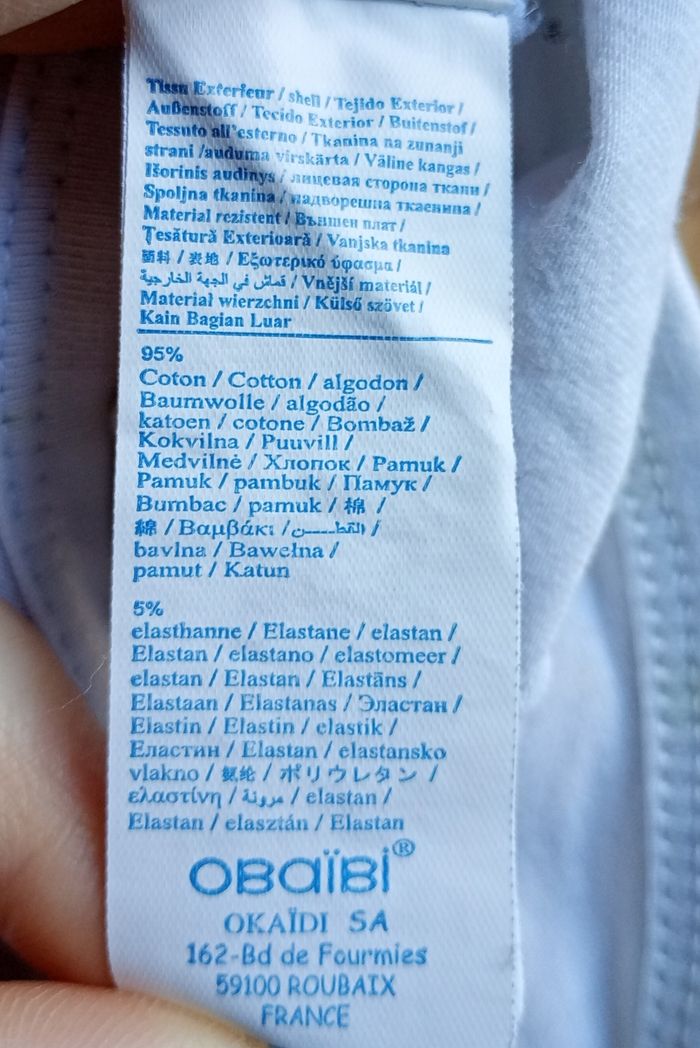 Tissu Exterieur / shell / Tejido Exterior /
Außenstoff / Tecido Exterior / Buitenstof /
Tessuto all'esterno / Tkanina na zunanji
strani /auduma virskārta / Väline kangas /
Išorinis audinys / лицевая сторона ткани /
Spoljna tkanina / надворешна ткаенина /
Material rezistent / Външен плат /
Țesătură Exterioară / Vanjska tkanina
面料 / 表地 / Εξωτερικό ύφασμα /
قماش في الجهة الخارجية / Vnější materiál /
Materiał wierzchni / Külső szövet /
Kain Bagian Luar
95%
Coton / Cotton / algodon /
Baumwolle / algodão /
katoen / cotone / Bombaž /
Kokvilna / Puuvill /
Medvilnė / Хлопок / Pamuk /
Pamuk / pambuk / Памук /
Bumbac / pamuk / 棉 /
綿 / Βαμβάκι /القطـــن /
bavlna / Bawełna /
pamut / Katun
5%
elasthanne / Elastane / elastan /
Elastan / elastano / elastomeer /
elastan / Elastan / Elastāns /
Elastaan / Elastanas / Эластан /
Elastin / Elastin / elastik /
Еластин / Elastan / elastansko
vlakno / 氨纶 / ポリウレタン /
ελαστίνη / مرونة / elastan /
Elastan / elasztán / Elastan
OBAÏBI®
OKAÏDI SA
162-Bd de Fourmies
59100 ROUBAIX
FRANCE